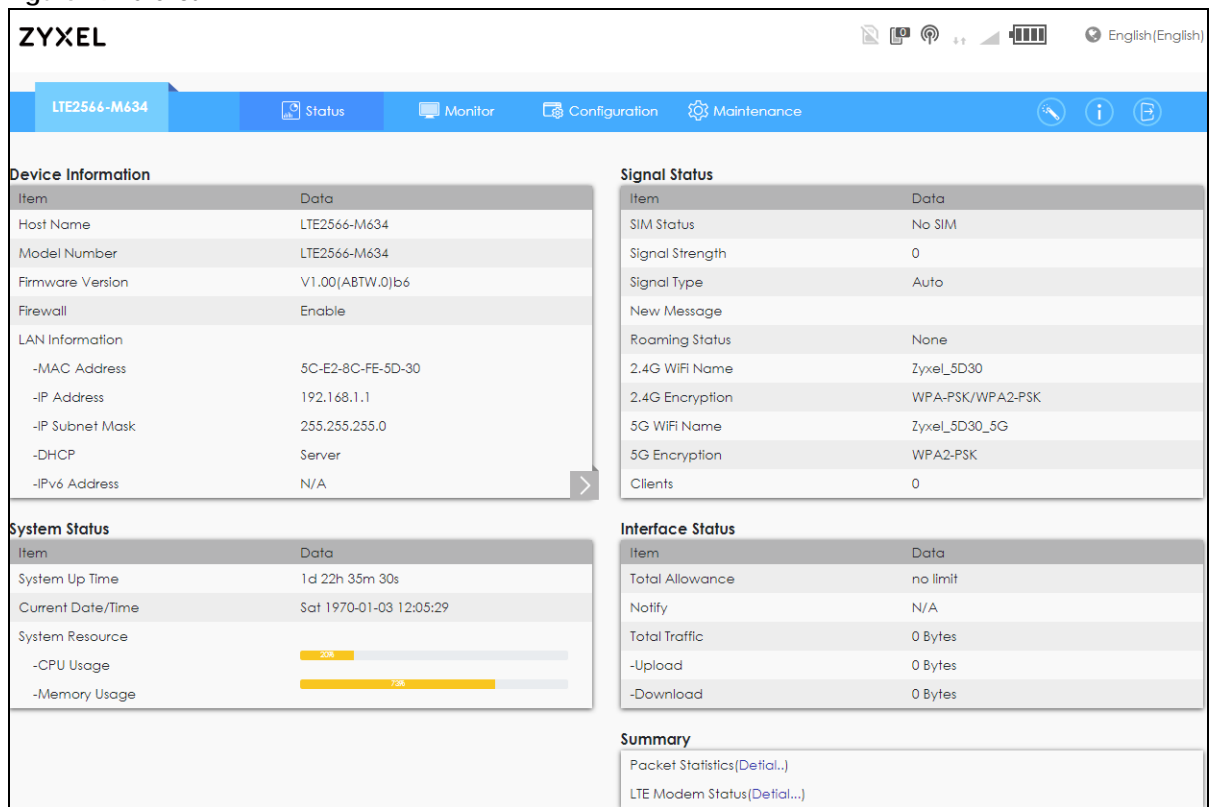 ZYXEL
0
English(English)
LTE2566-M634
Status
Monitor
Configuration
Maintenance
Device Information
Item Data
Host Name LTE2566-M634
Model Number LTE2566-M634
Firmware Version V1.00(ABTW.0)b6
Firewall Enable
LAN Information
-MAC Address 5C-E2-8C-FE-5D-30
-IP Address 192.168.1.1
-IP Subnet Mask 255.255.255.0
-DHCP Server
-IPv6 Address N/A
System Status
Item Data
System Up Time 1d 22h 35m 30s
Current Date/Time Sat 1970-01-03 12:05:29
System Resource
-CPU Usage 20%
-Memory Usage
Signal Status
Item Data
SIM Status No SIM
Signal Strength 0
Signal Type Auto
New Message
Roaming Status None
2.4G WiFi Name Zyxel_5D30
2.4G Encryption WPA-PSK/WPA2-PSK
5G WiFi Name Zyxel_5D30_5G
5G Encryption WPA2-PSK
Clients 0
Interface Status
Item Data
Total Allowance no limit
Notify N/A
Total Traffic 0 Bytes
-Upload 0 Bytes
-Download 0 Bytes
Summary
Packet Statistics(Detial..)
LTE Modem Status(Detial...)